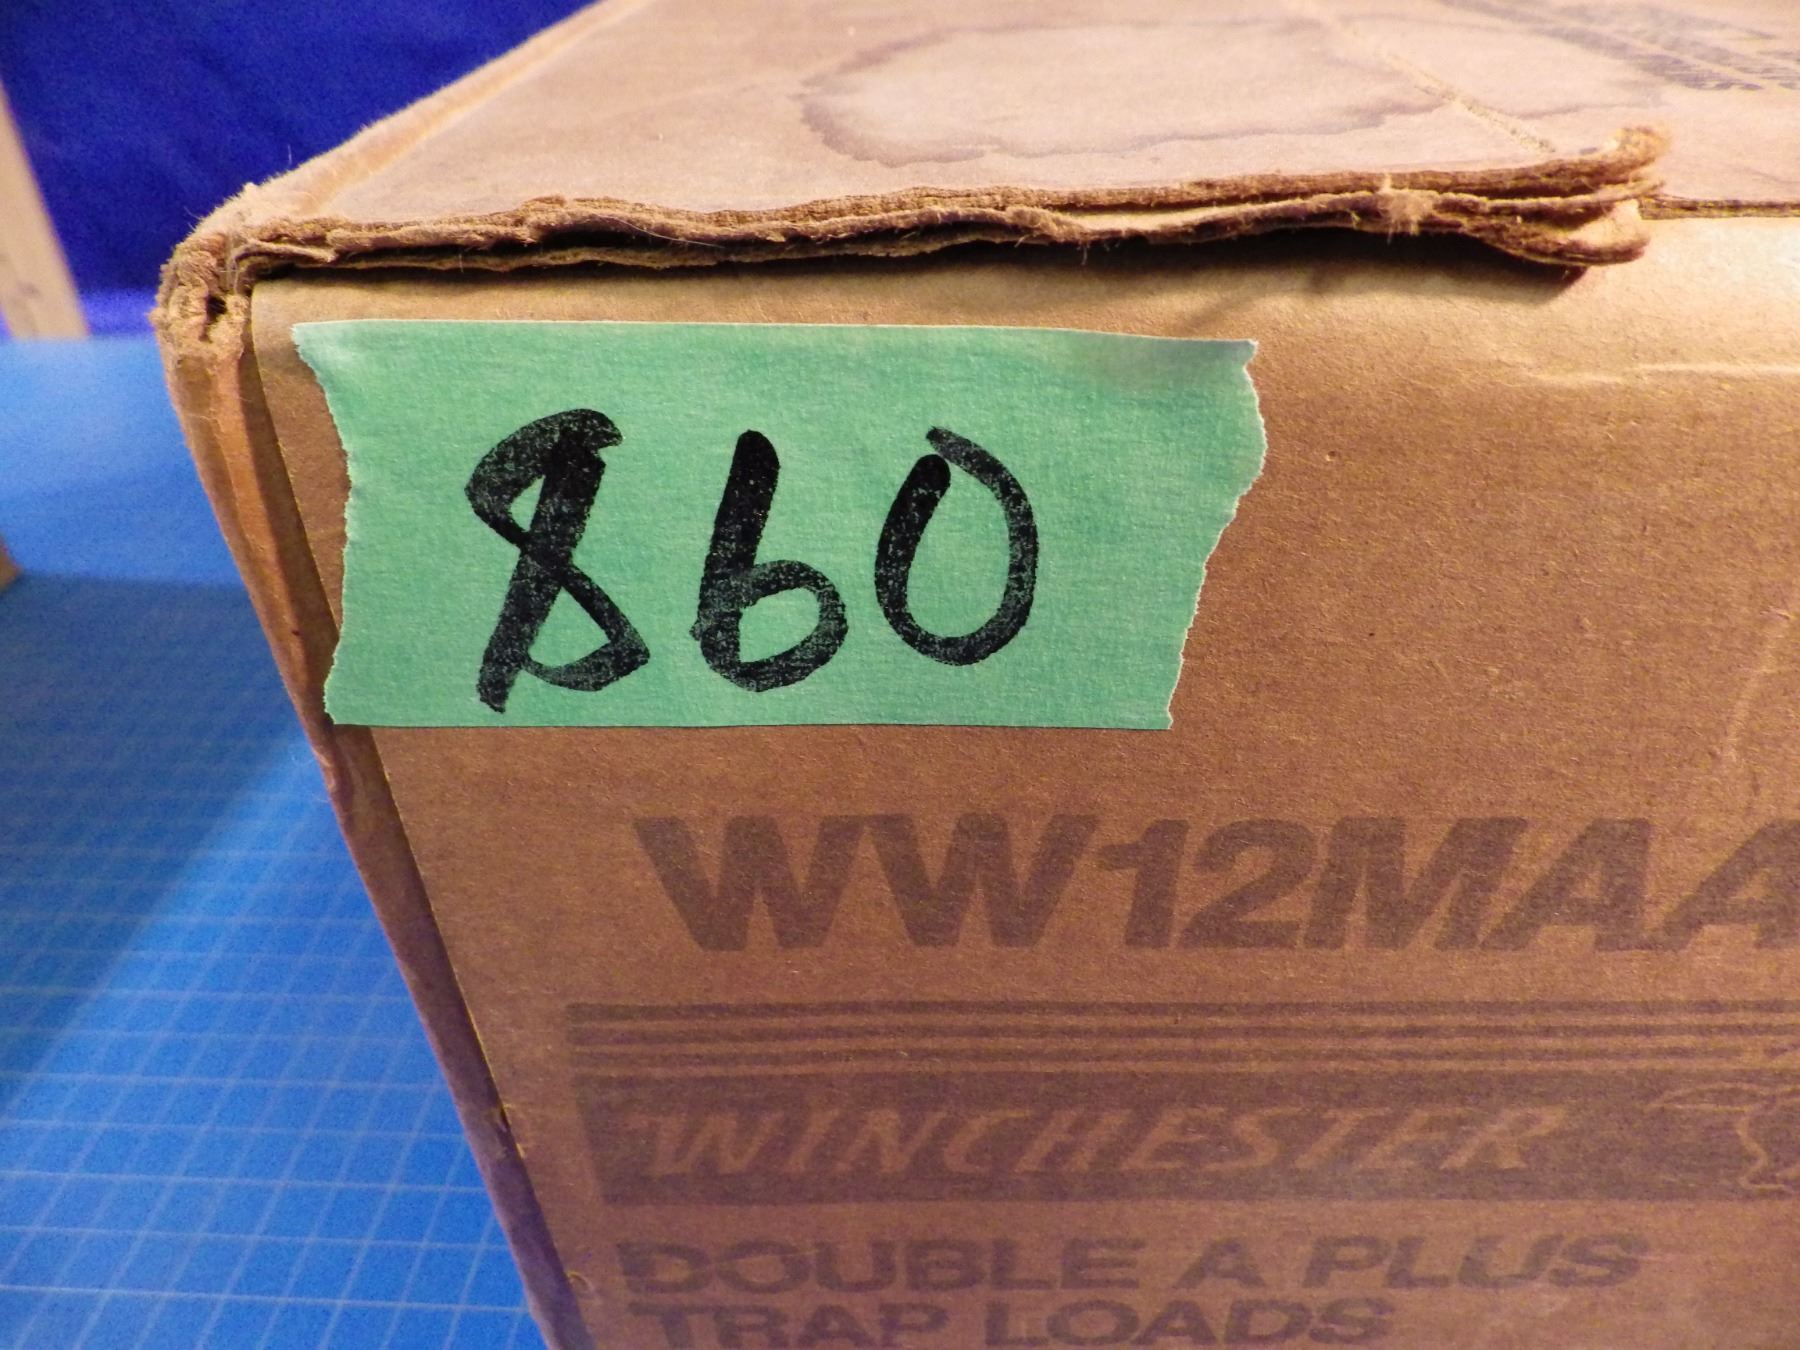 860
WW12MAA
WINCHESTER
DOUBLE A PLUS
TRAP LOADS